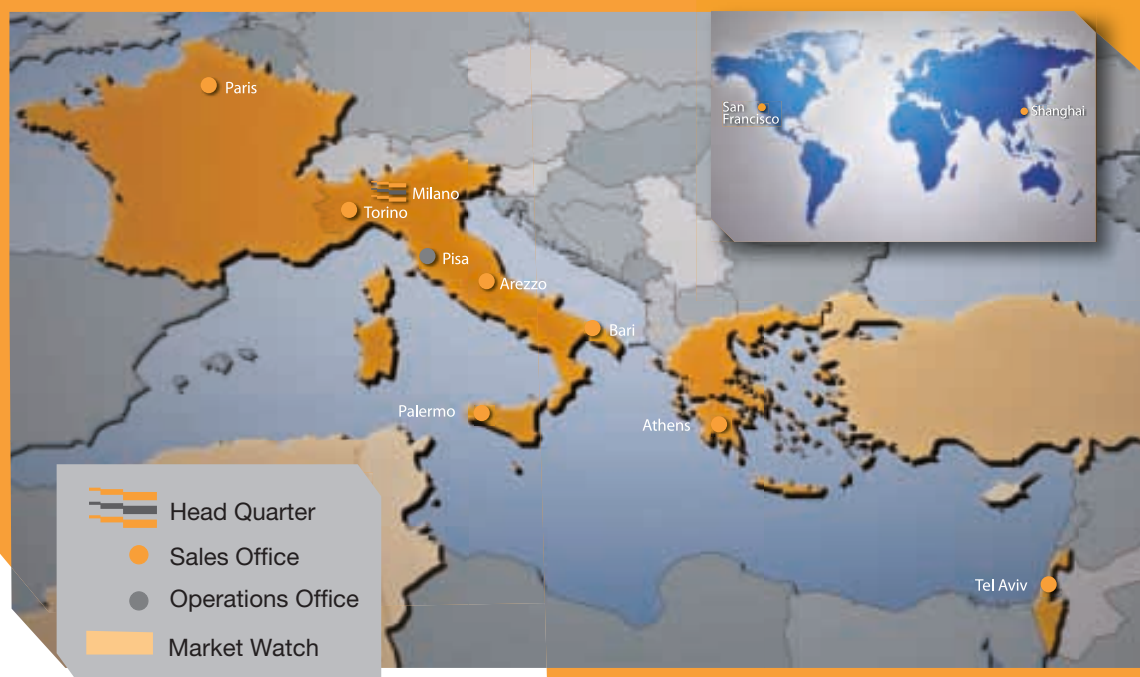 Paris
San
Francisco
Shanghai
Milano
Torino
Pisa
Arezzo
Bari
Palermo
Athens
Tel Aviv
Head Quarter
Sales Office
Operations Office
Market Watch